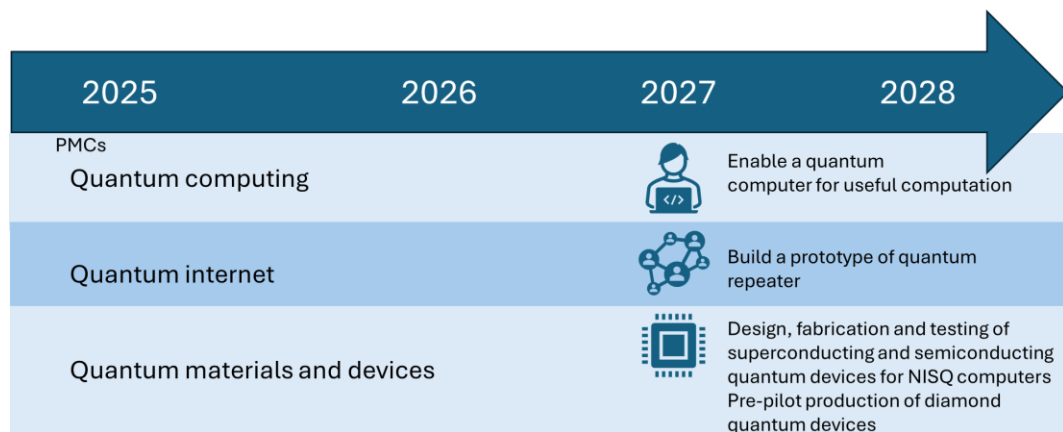 2025 2026 2027 2028
PMCs
Quantum computing
Enable a quantum
computer for useful computation
Quantum internet
Build a prototype of quantum
repeater
Quantum materials and devices
Design, fabrication and testing of
superconducting and semiconducting
quantum devices for NISQ computers
Pre-pilot production of diamond
quantum devices